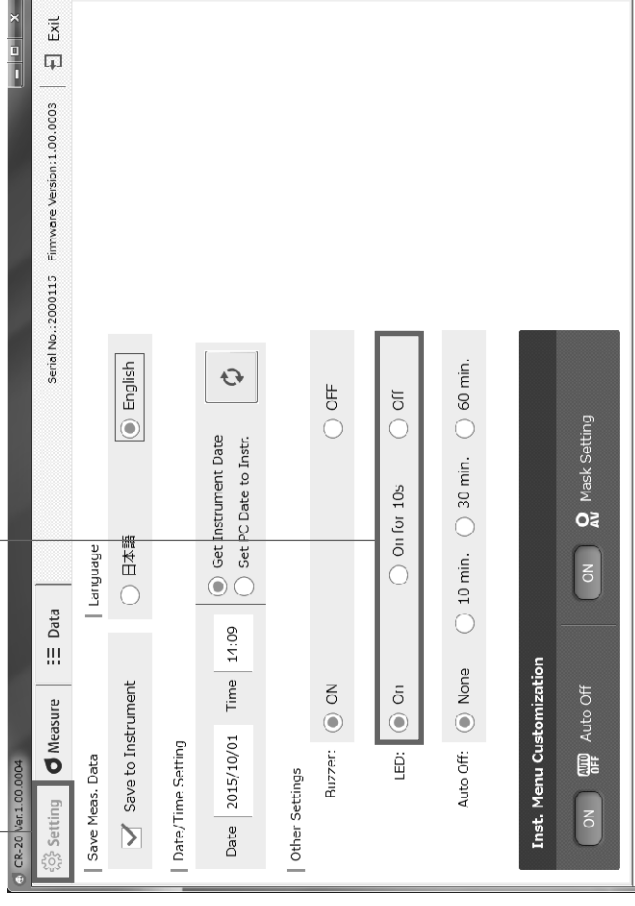 CR-20 Ver.1.00.0004
Setting Measure Data Serial No.:2000115 Firmware Version:1.00.0003 Exit
Save Meas. Data Language
Save to Instrument 日本語 English
Date/Time Setting
Date 2015/10/01 Time 14:09 Get Instrument Date
Set PC Date to Instr.
Other Settings
Buzzer: ON OFF
LED: On On for 10s Off
Auto Off: None 10 min. 30 min. 60 min.
Inst. Menu Customization
ON AUTO OFF Auto Off ON AV Mask Setting